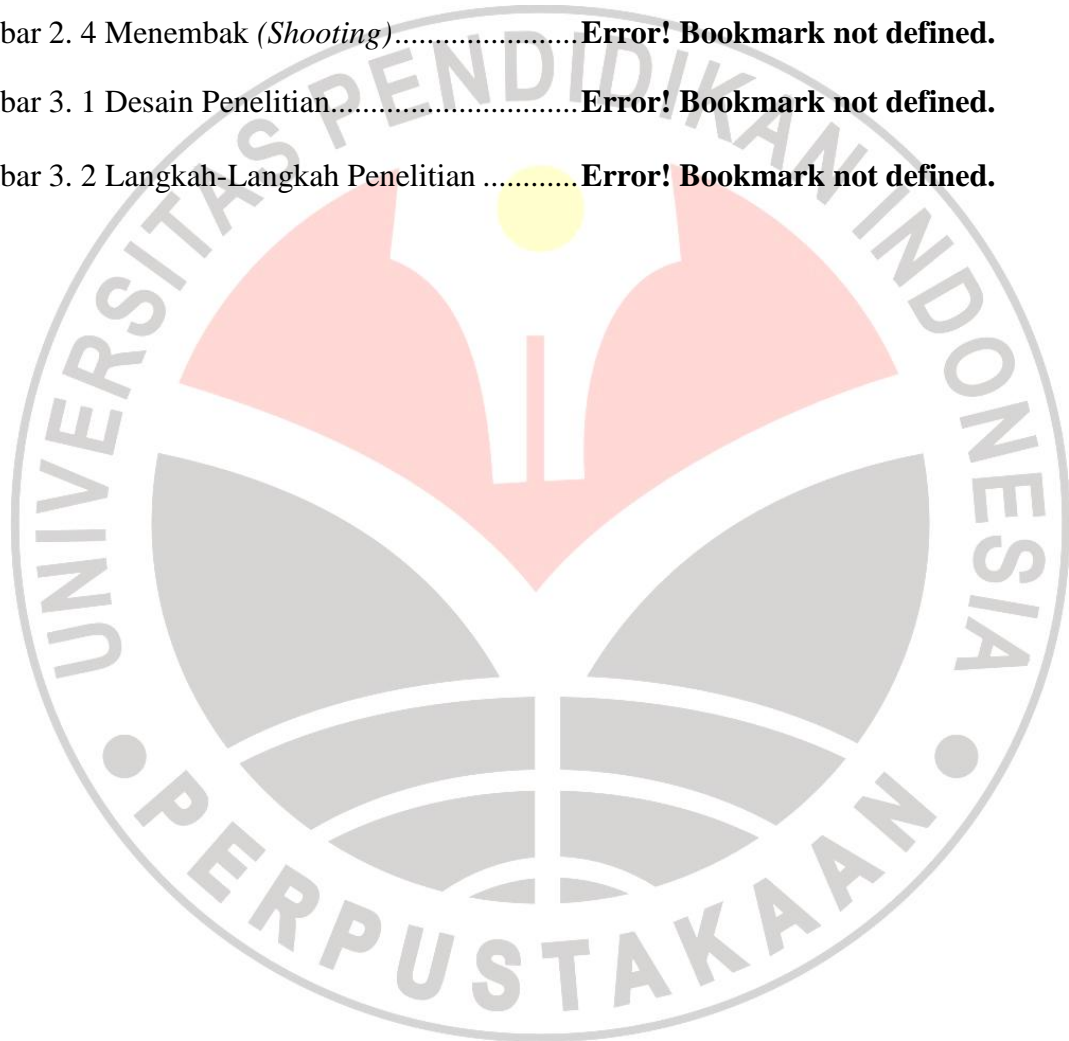 bar 2. 4 Menembak (Shooting).......................Error! Bookmark not defined.
bar 3. 1 Desain Penelitian...............................Error! Bookmark not defined.
bar 3. 2 Langkah-Langkah Penelitian ............Error! Bookmark not defined.
UNIVERSITAS PENDIDIKAN INDONESIA
PERPUSTAKAAN